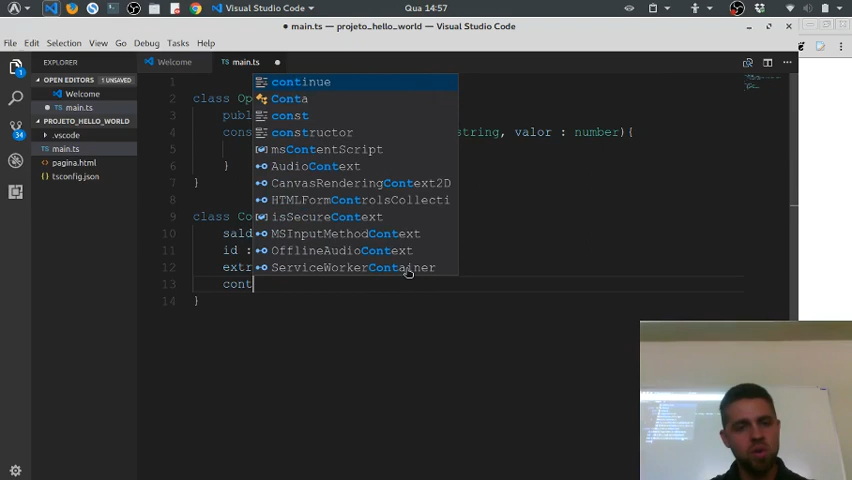 Visual Studio Code
Qua 14:57
● main.ts - projeto_hello_world - Visual Studio Code
File Edit Selection View Go Debug Tasks Help
EXPLORER
Welcome
main.ts ●
OPEN EDITORS 1 UNSAVED
Welcome
● main.ts
PROJETO_HELLO_WORLD
.vscode
main.ts
pagina.html
tsconfig.json
1
34
1
2 class Op
3 publ
4 cons string, valor : number){
5
6 }
7 }
8
9 class Co
10 sald
11 id :
12 extr
13 cont
14 }
continue
Conta
const
constructor
msContentScript
AudioContext
CanvasRenderingContext2D
HTMLFormControlsCollecti
isSecureContext
MSInputMethodContext
OfflineAudioContext
ServiceWorkerContainer